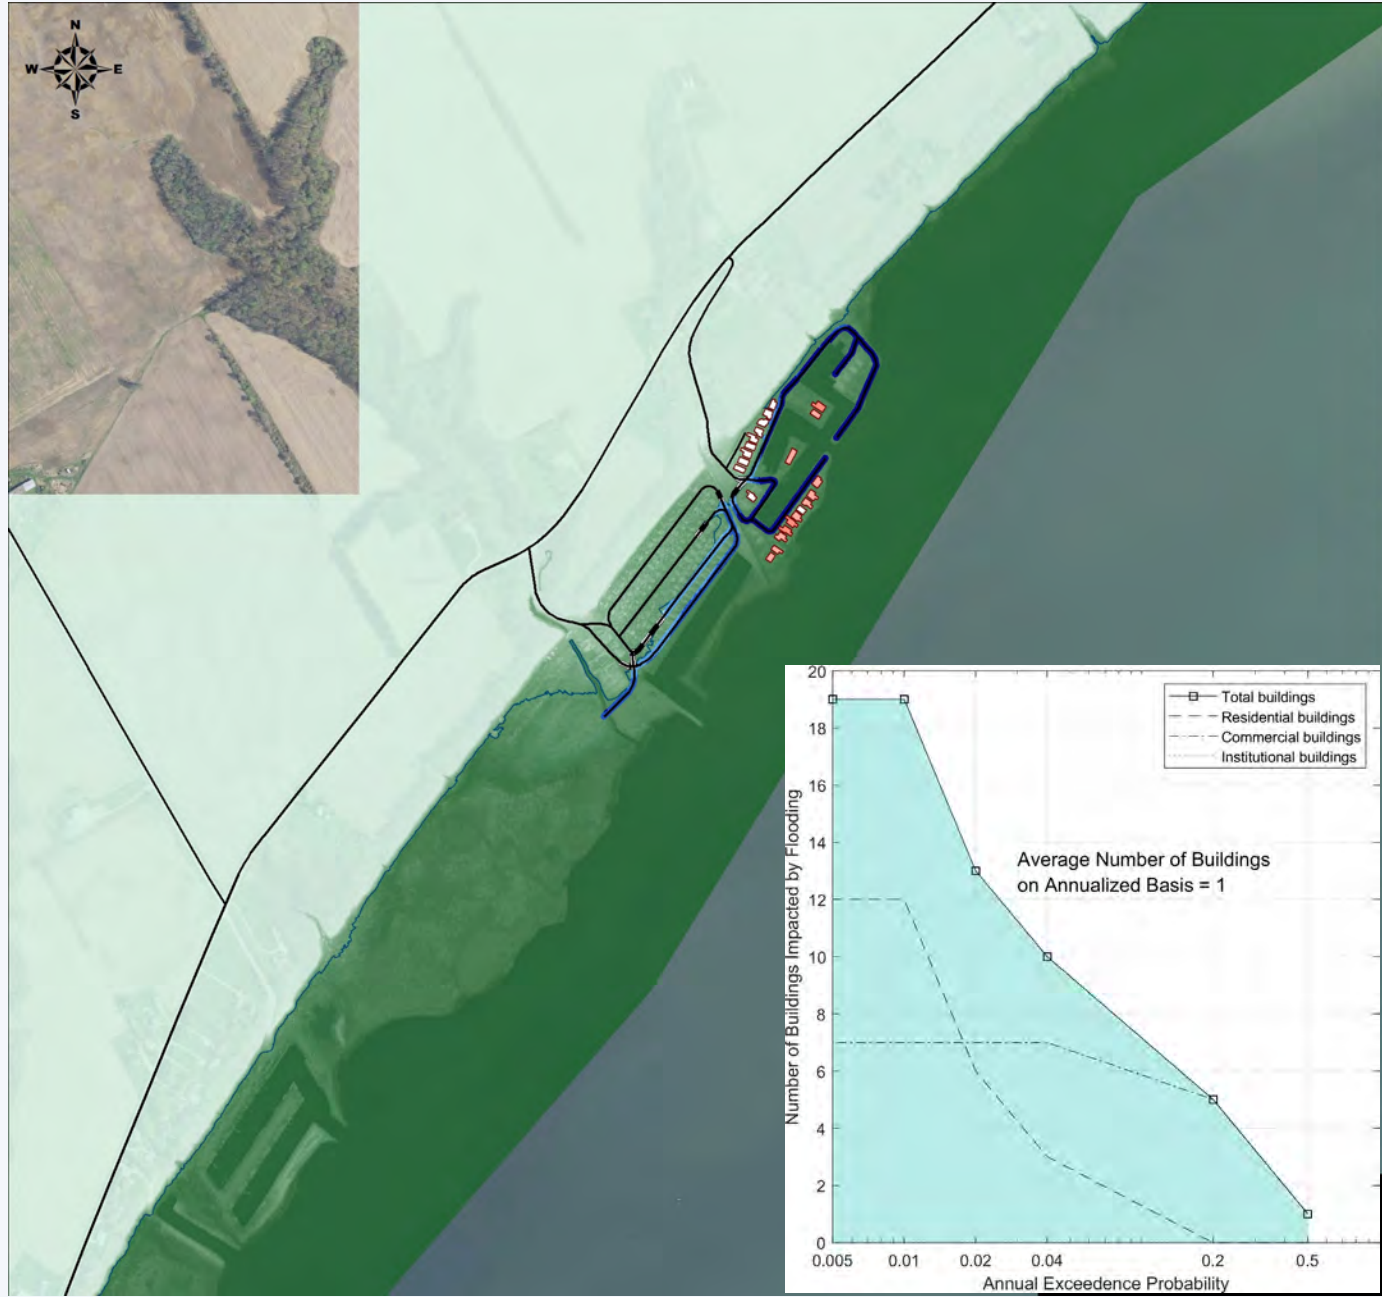 N
W E
S
20
18
16
14
12
10
8
6
4
2
0
Number of Buildings Impacted by Flooding
Total buildings
Residential buildings
Commercial buildings
Institutional buildings
Average Number of Buildings
on Annualized Basis = 1
0.005 0.01 0.02 0.04 0.2 0.5
Annual Exceedence Probability